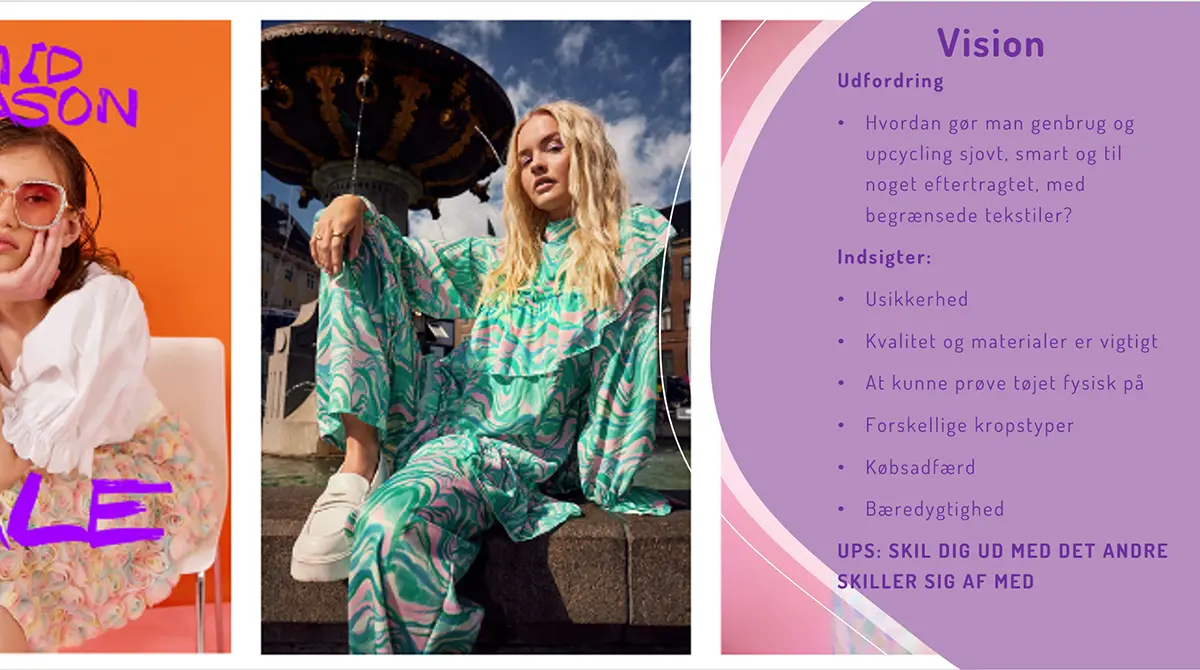 ASON
Vision
Udfordring
• Hvordan gør man genbrug og
upcycling sjovt, smart og til
noget eftertragtet, med
begrænsede tekstiler?
Indsigter:
• Usikkerhed
• Kvalitet og materialer er vigtigt
• At kunne prøve tøjet fysisk på
• Forskellige kropstyper
• Købsadfærd
• Bæredygtighed
UPS: SKIL DIG UD MED DET ANDRE
SKILLER SIG AF MED